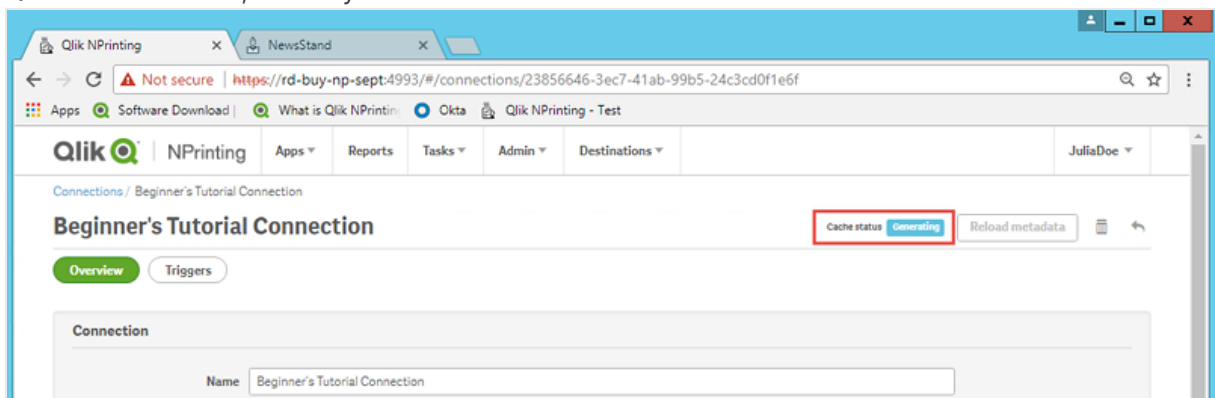 Qlik NPrinting
NewsStand
Not secure | https://rd-buy-np-sept:4993/#/connections/23856646-3ec7-41ab-99b5-24c3cd0f1e6f
Apps Software Download | What is Qlik NPrinting Okta Qlik NPrinting - Test
Qlik NPrinting Apps Reports Tasks Admin Destinations JuliaDoe
Connections / Beginner's Tutorial Connection
Beginner's Tutorial Connection Cache status Generating Reload metadata
Overview Triggers
Connection
Name Beginner's Tutorial Connection